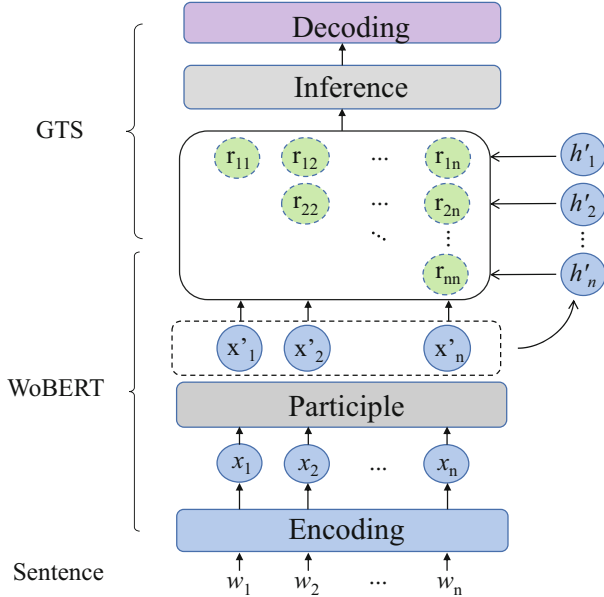 Decoding
Inference
GTS
r11 r12 ... r1n h'1
r22 ... r2n h'2
⋱ ⋮ ⋮
rnn h'n
x'1 x'2 x'n
WoBERT
Participle
x1 x2 ... xn
Encoding
Sentence
w1 w2 ... wn